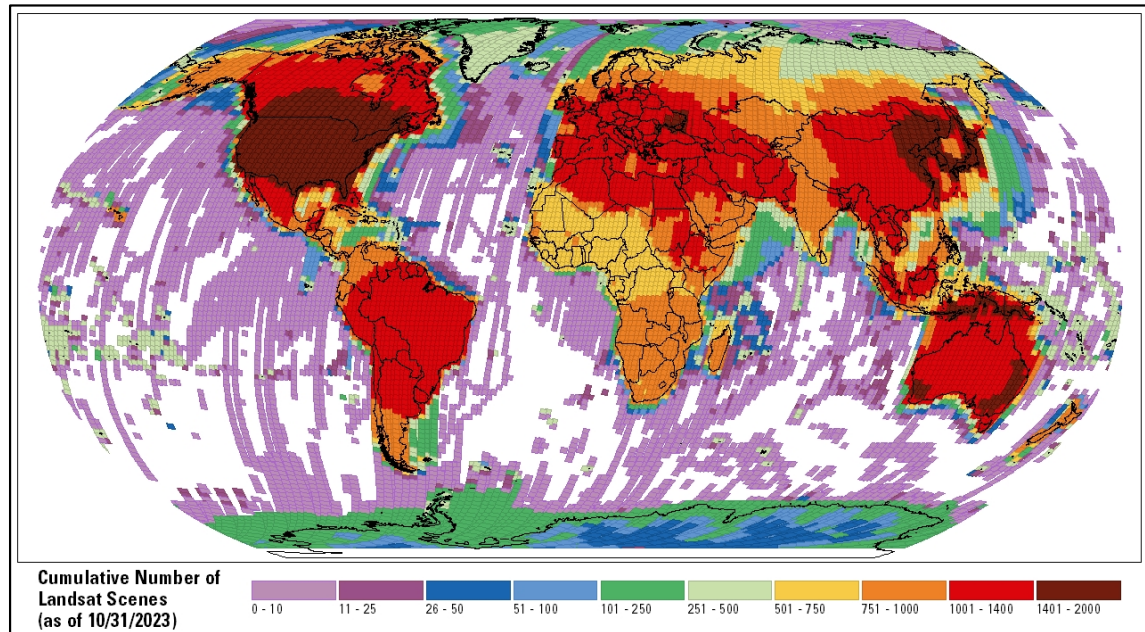 Cumulative Number of
Landsat Scenes
(as of 10/31/2023)
0 - 10
11 - 25
26 - 50
51 - 100
101 - 250
251 - 500
501 - 750
751 - 1000
1001 - 1400
1401 - 2000